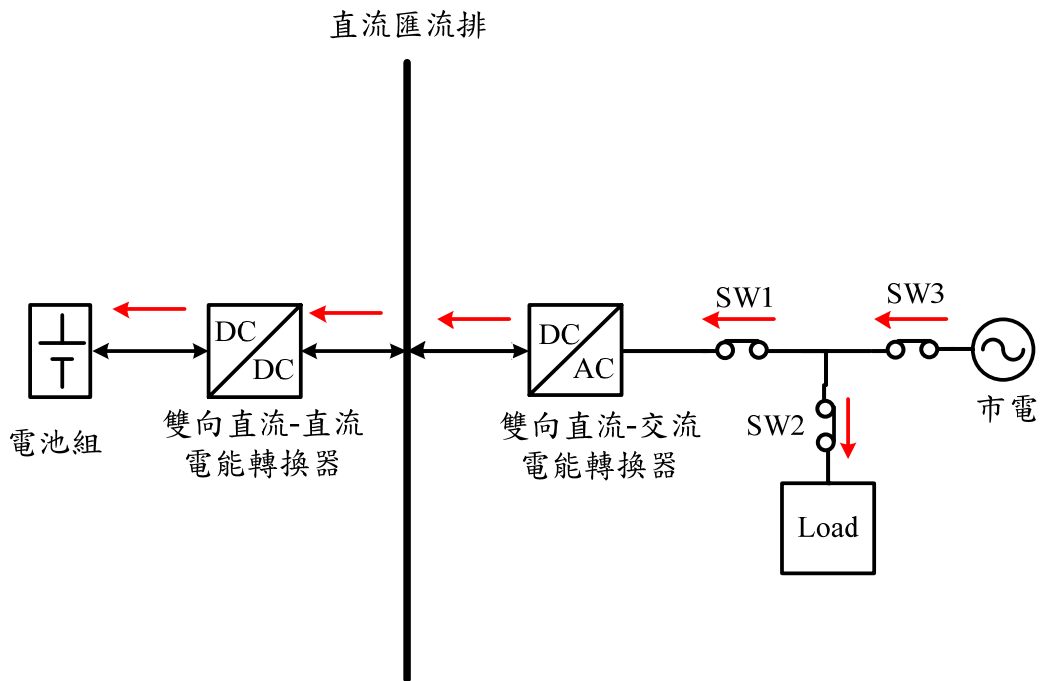 直流匯流排
SW1
SW3
DC
DC
DC
AC
SW2
市電
電池組
雙向直流-直流
電能轉換器
雙向直流-交流
電能轉換器
Load